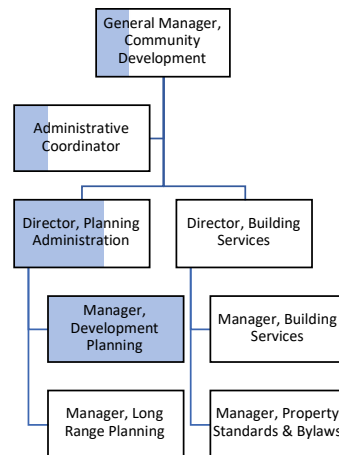 General Manager,
Community
Development
Administrative
Coordinator
Director, Planning
Administration
Director, Building
Services
Manager,
Development
Planning
Manager, Building
Services
Manager, Long
Range Planning
Manager, Property
Standards & Bylaws